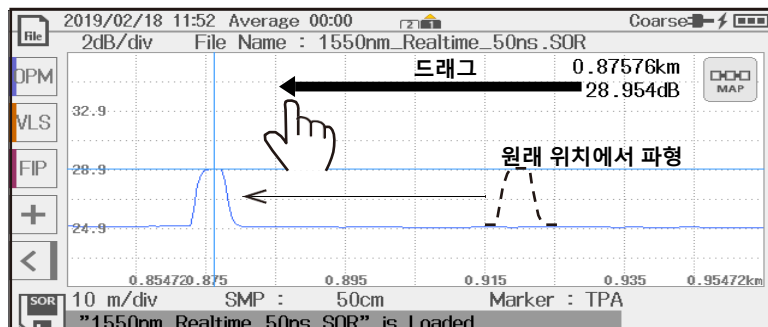 2019/02/18 11:52 Average 00:00 2 1 Coarse
File
2dB/div File Name : 1550nm_Realtime_50ns.SOR
OPM
드래그 0.87576km
28.954dB
MAP
32.9
VLS
원래 위치에서 파형
FIP
28.9
+
24.9
<
0.85472 0.875 0.895 0.915 0.935 0.95472km
SOR 10 m/div SMP : 50cm Marker : TPA
"1550nm_Realtime_50ns.SOR" is Loaded